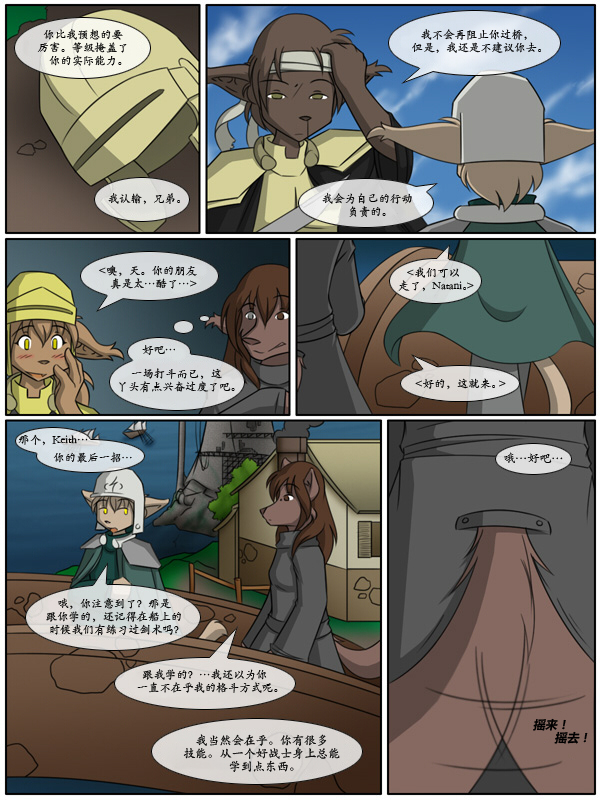 你比我预想的要
厉害。等级掩盖了
你的实际能力。
我认输，兄弟。
我不会再阻止你过桥，
但是，我还是不建议你去。
我会为自己的行动
负责的。
<噢，天。你的朋友
真是太…酷了…>
好吧…
一场打斗而已，这
丫头有点兴奋过度了吧。
<我们可以
走了，Natani。>
<好的，这就来。>
那个，Keith…
你的最后一招…
哦，你注意到了？那是
跟你学的，还记得在船上的
时候我们有练习过剑术吗？
跟我学的？…我还以为你
一直不在乎我的格斗方式呢。
我当然会在乎。你有很多
技能。从一个好战士身上总能
学到点东西。
哦…好吧…
摇来！
摇去！